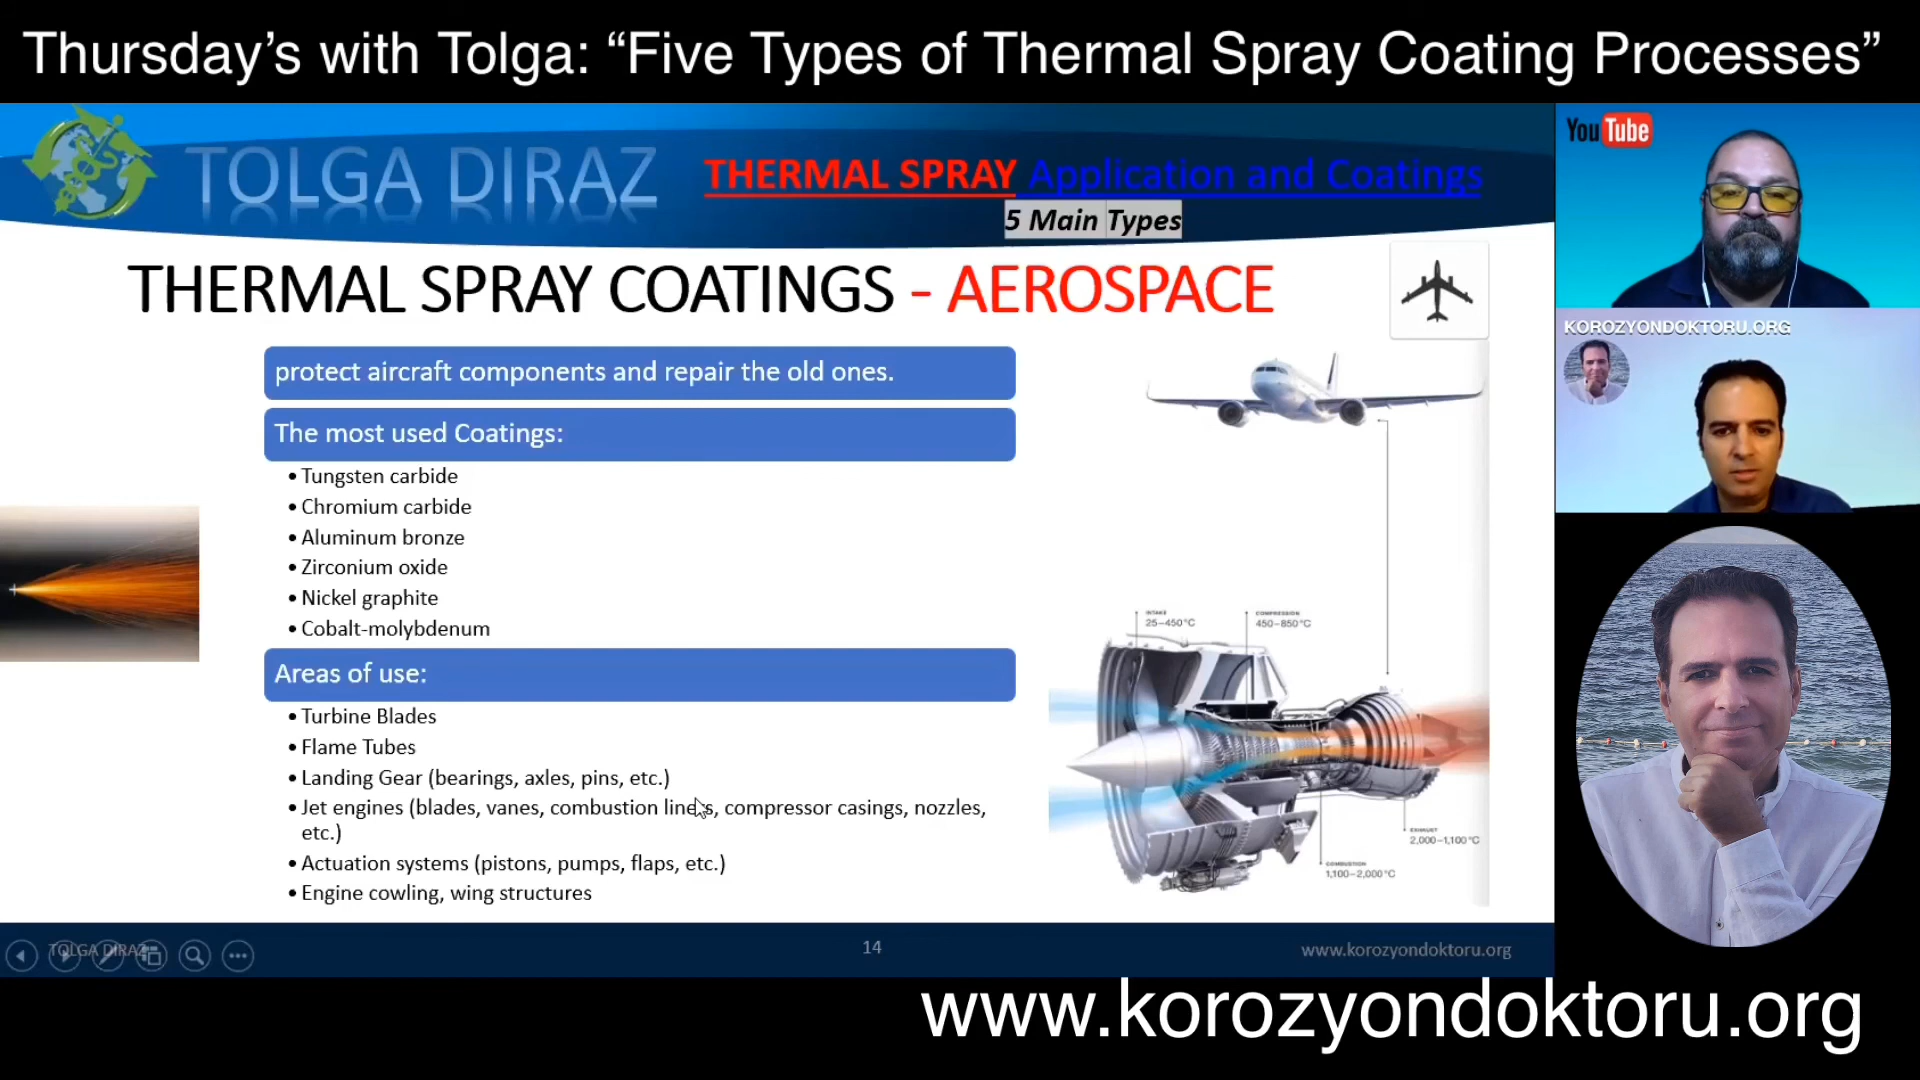 Thursday’s with Tolga: “Five Types of Thermal Spray Coating Processes”
TOLGA DIRAZ
THERMAL SPRAY Application and Coatings
5 Main Types
THERMAL SPRAY COATINGS - AEROSPACE
protect aircraft components and repair the old ones.
The most used Coatings:
• Tungsten carbide
• Chromium carbide
• Aluminum bronze
• Zirconium oxide
• Nickel graphite
• Cobalt-molybdenum
Areas of use:
• Turbine Blades
• Flame Tubes
• Landing Gear (bearings, axles, pins, etc.)
• Jet engines (blades, vanes, combustion liners, compressor casings, nozzles,
etc.)
• Actuation systems (pistons, pumps, flaps, etc.)
• Engine cowling, wing structures
INTAKE
25–450°C
COMPRESSION
450–850°C
EXHAUST
2,000–1,100°C
COMBUSTION
1,100–2,000°C
TOLGA DIRAZ
14
www.korozyondoktoru.org
YouTube
KOROZYONDOKTORU.ORG
www.korozyondoktoru.org